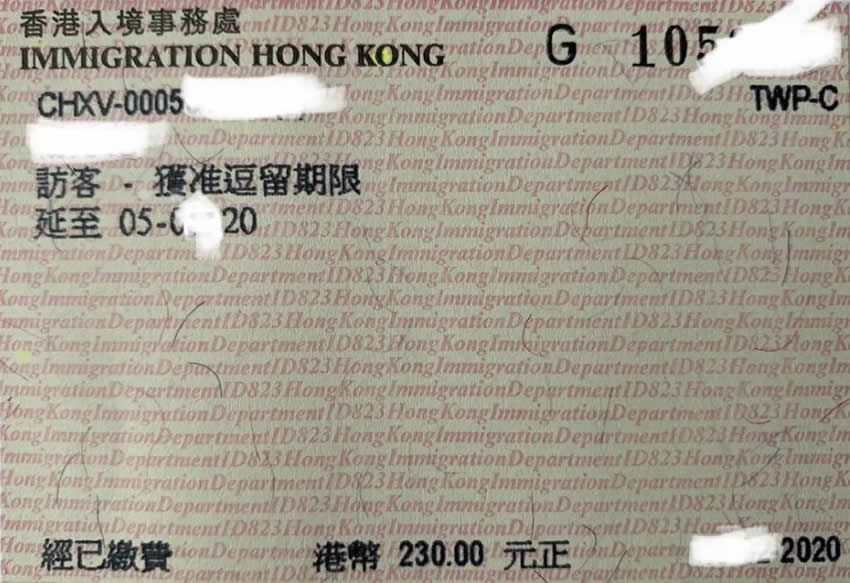 香港入境事務處
IMMIGRATION HONG KONG
G 105
CHXV-0005
TWP-C
訪客 - 獲准逗留期限
延至 05-0 20
經已繳費 港幣 230.00 元正 2020